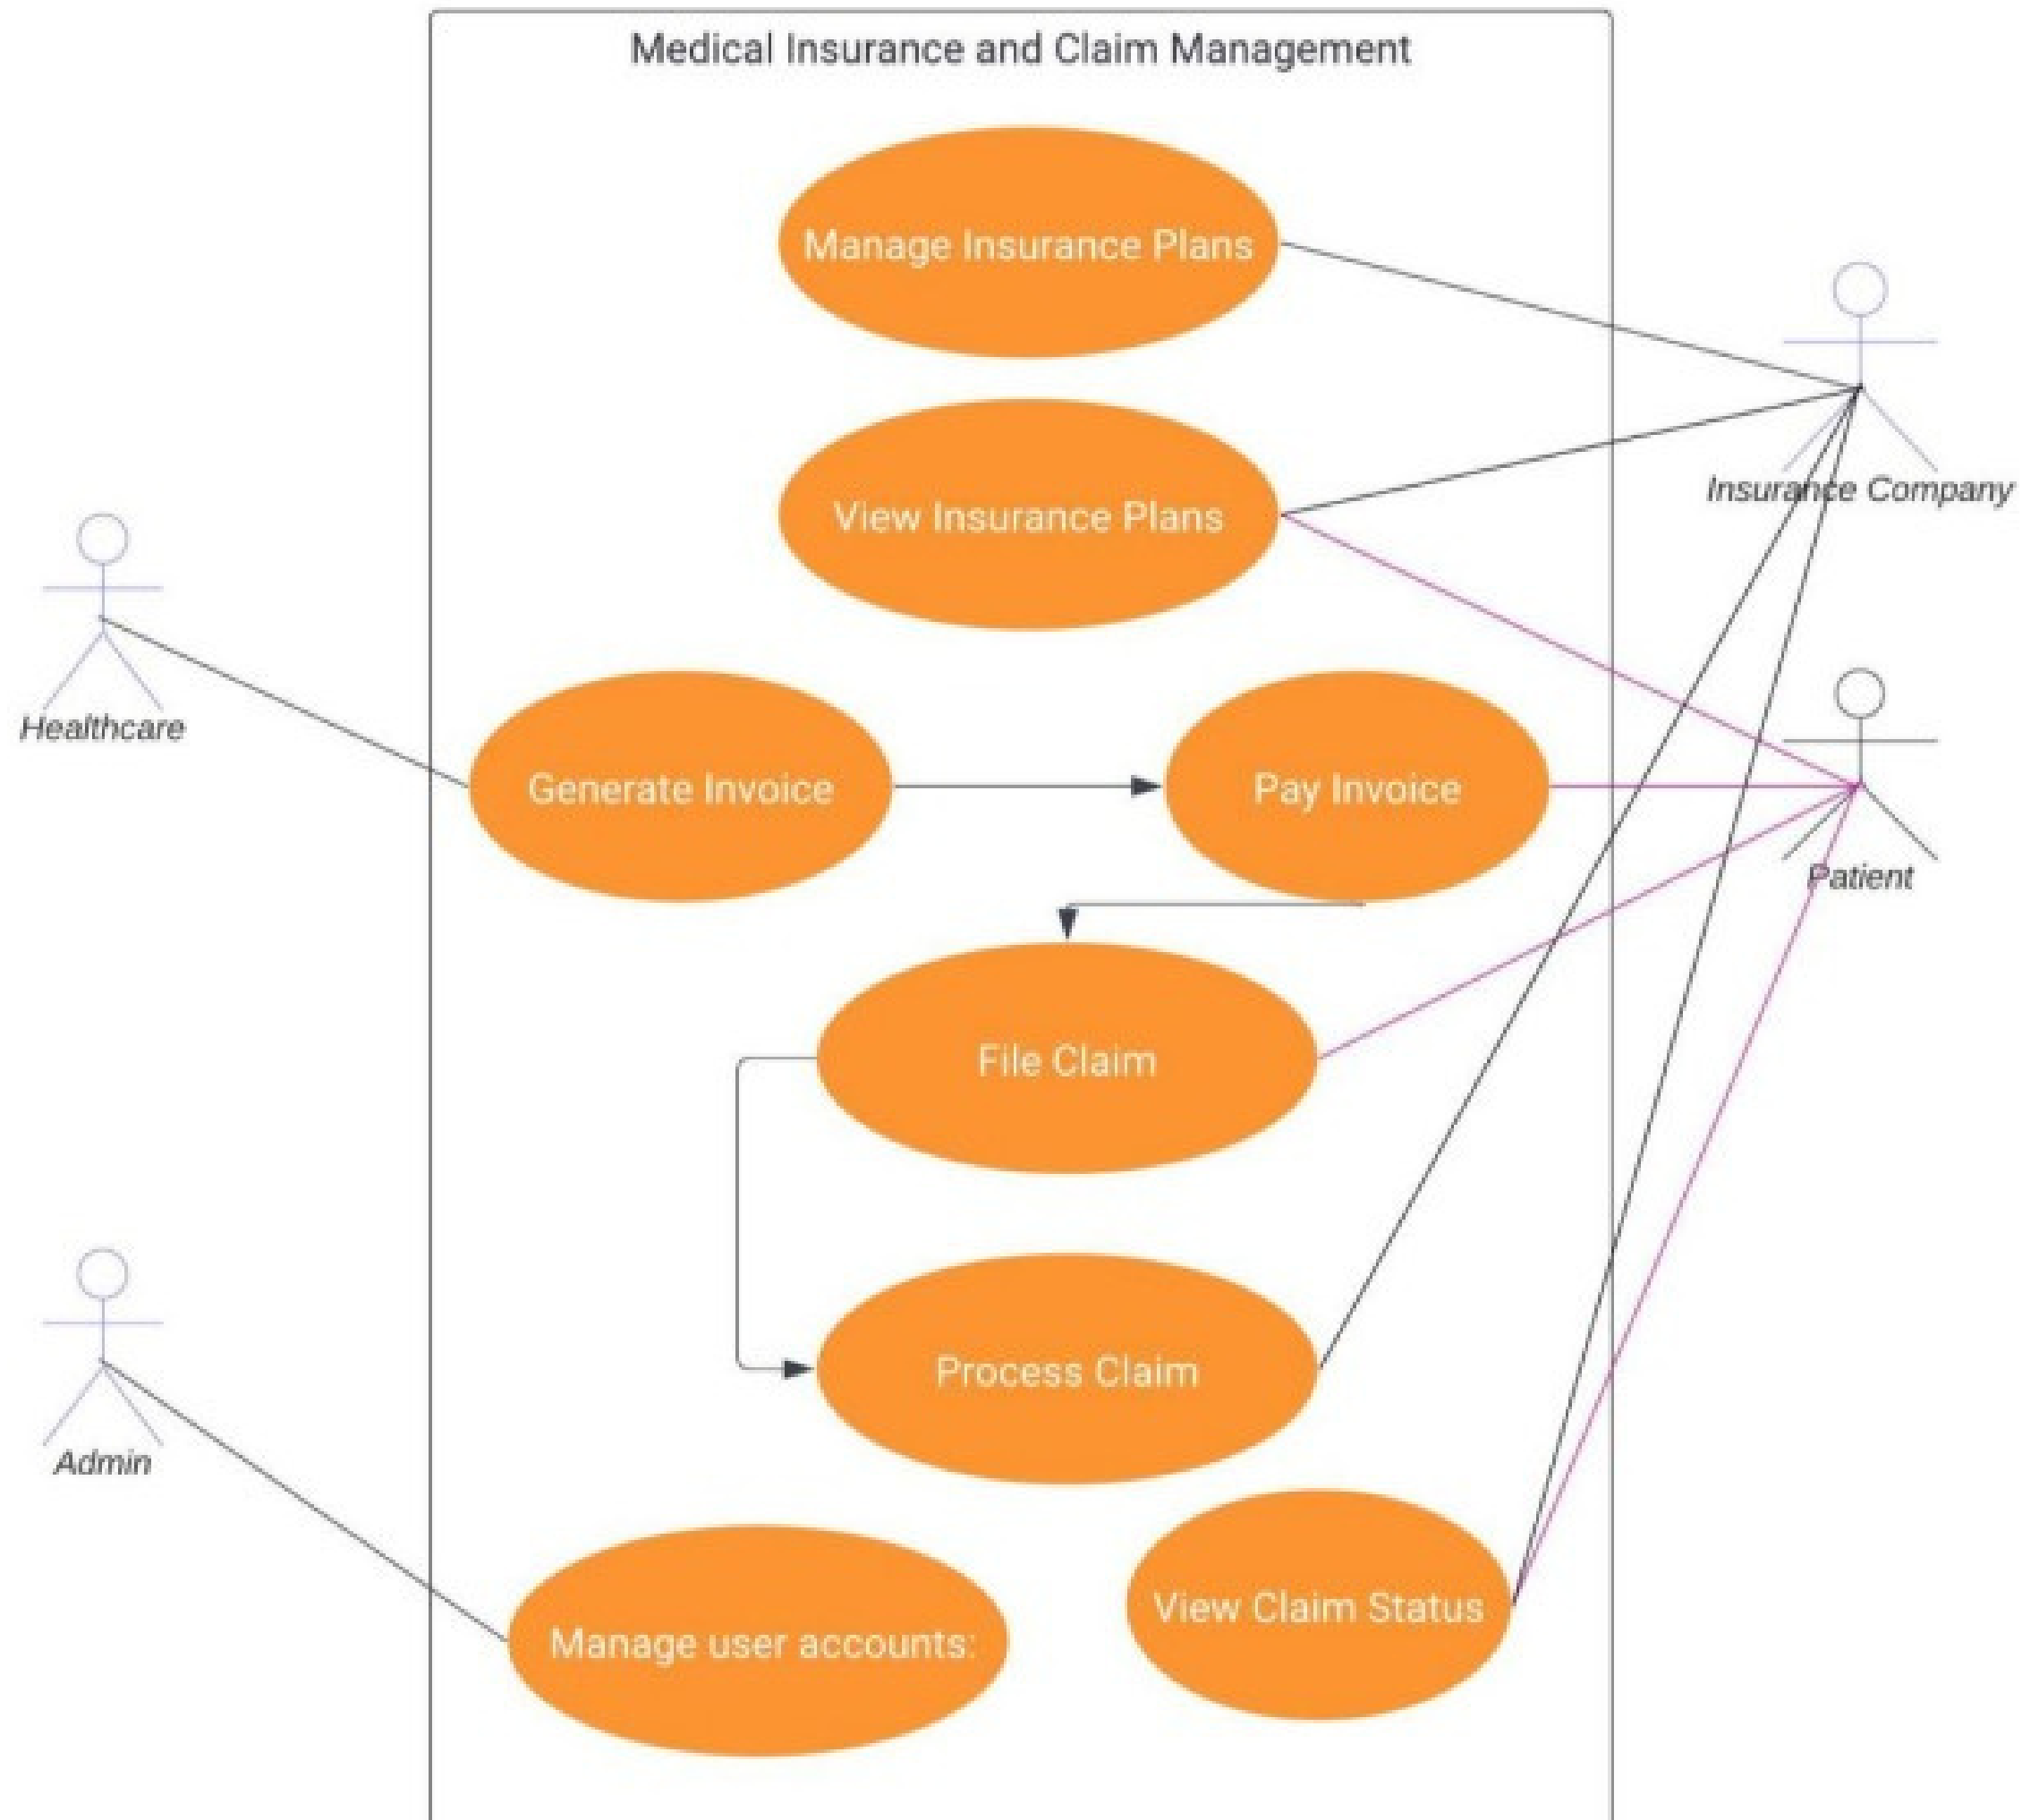 Medical Insurance and Claim Management
Manage Insurance Plans
Insurance Company
View Insurance Plans
Healthcare
Generate Invoice
Pay Invoice
Patient
File Claim
Process Claim
Admin
View Claim Status
Manage user accounts: